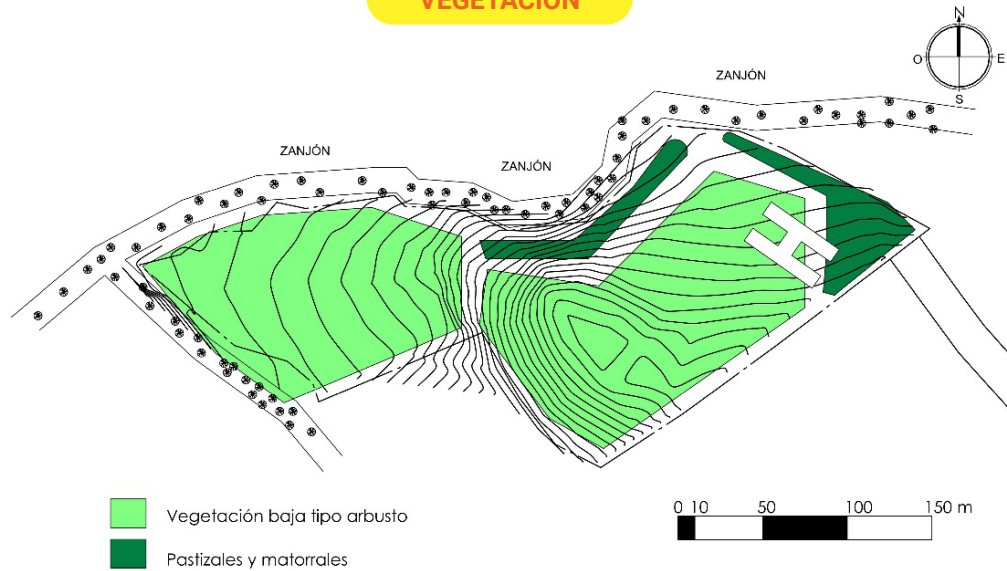 VEGETACIÓN
N
O
E
S
ZANJÓN
ZANJÓN
ZANJÓN
Vegetación baja tipo arbusto
Pastizales y matorrales
0 10 50 100 150 m